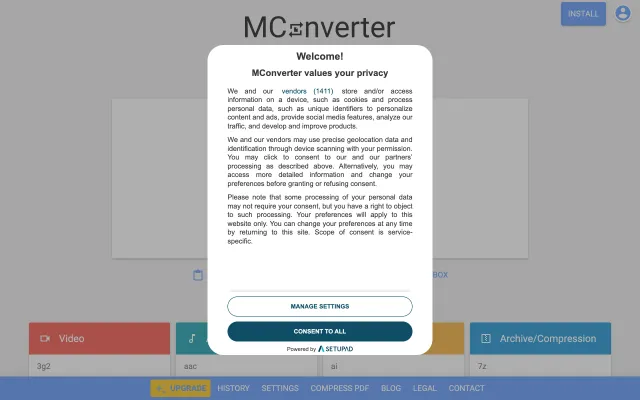 MConverter
INSTALL
Welcome!
MConverter values your privacy
We and our vendors (1411) store and/or access
information on a device, such as cookies and process
personal data, such as unique identifiers to personalize
content and ads, provide social media features, analyze our
traffic, and develop and improve products.
We and our vendors may use precise geolocation data and
identification through device scanning with your permission.
You may click to consent to our and our partners'
processing as described above. Alternatively, you may
access more detailed information and change your
preferences before granting or refusing consent.
Please note that some processing of your personal data
may not require your consent, but you have a right to object
to such processing. Your preferences will apply to this
website only. You can change your preferences at any time
by returning to this site. Scope of consent is service-
specific.
MANAGE SETTINGS
CONSENT TO ALL
Powered by SETUPAD
Video
Archive/Compression
3g2
aac
ai
7z
UPGRADE HISTORY SETTINGS COMPRESS PDF BLOG LEGAL CONTACT